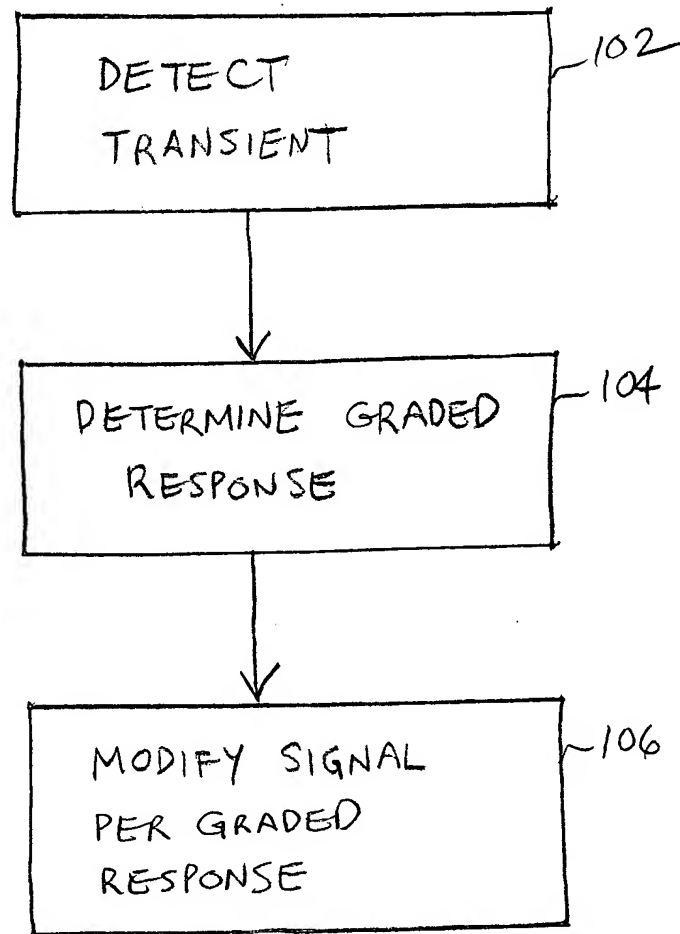 DETECT
TRANSIENT
102
DETERMINE GRADED
RESPONSE
104
MODIFY SIGNAL
PER GRADED
RESPONSE
106